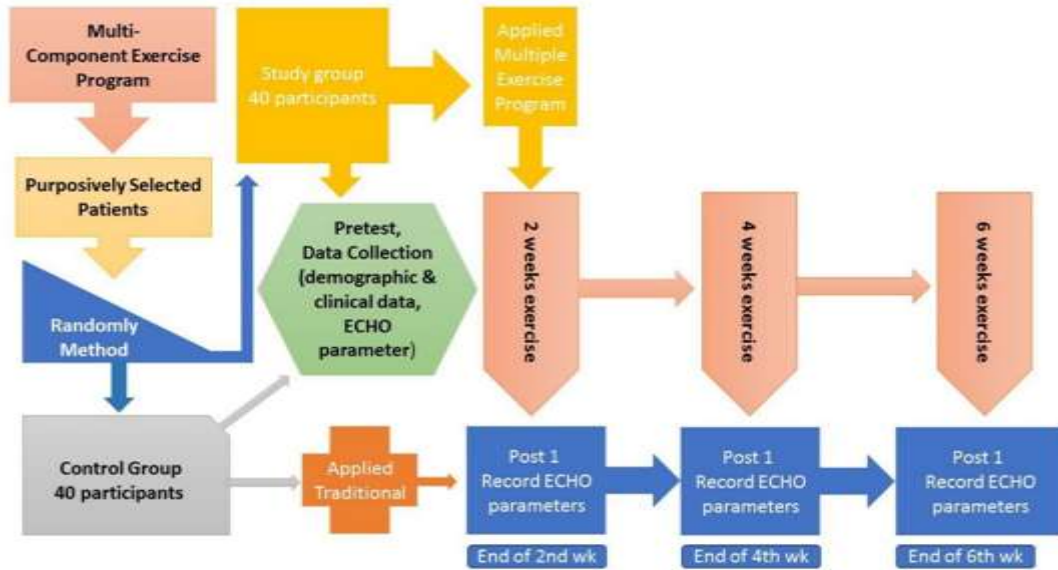 Multi-
Component Exercise
Program
Study group
40 participants
Applied
Multiple
Exercise
Program
Purposively Selected
Patients
Randomly
Method
Pretest,
Data Collection
(demographic &
clinical data,
ECHO
parameter)
2 weeks exercise
4 weeks exercise
6 weeks exercise
Control Group
40 participants
Applied
Traditional
Post 1
Record ECHO
parameters
Post 1
Record ECHO
parameters
Post 1
Record ECHO
parameters
End of 2nd wk
End of 4th wk
End of 6th wk